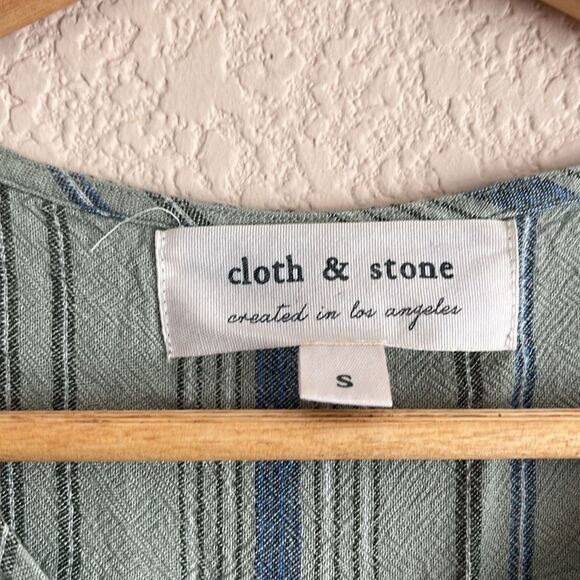 cloth & stone
created in los angeles
S